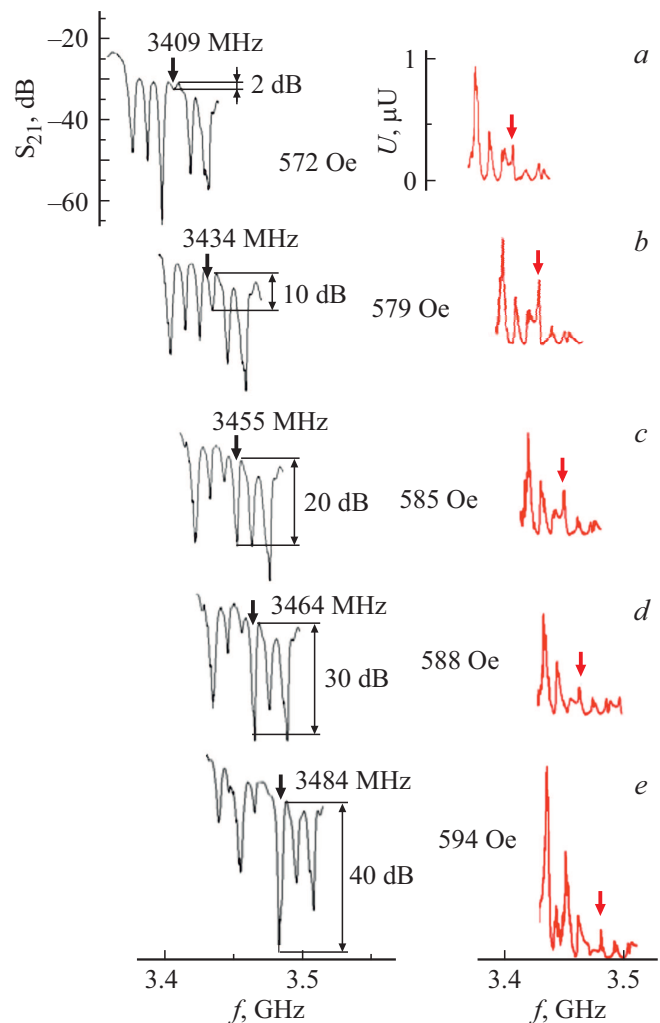 −20
−40
−60
S21, dB
3409 MHz
2 dB
572 Oe
1
0
U, μU
a
3434 MHz
10 dB
579 Oe
b
3455 MHz
20 dB
585 Oe
c
3464 MHz
30 dB
588 Oe
d
3484 MHz
40 dB
594 Oe
e
3.4 3.5 3.4 3.5
f, GHz f, GHz